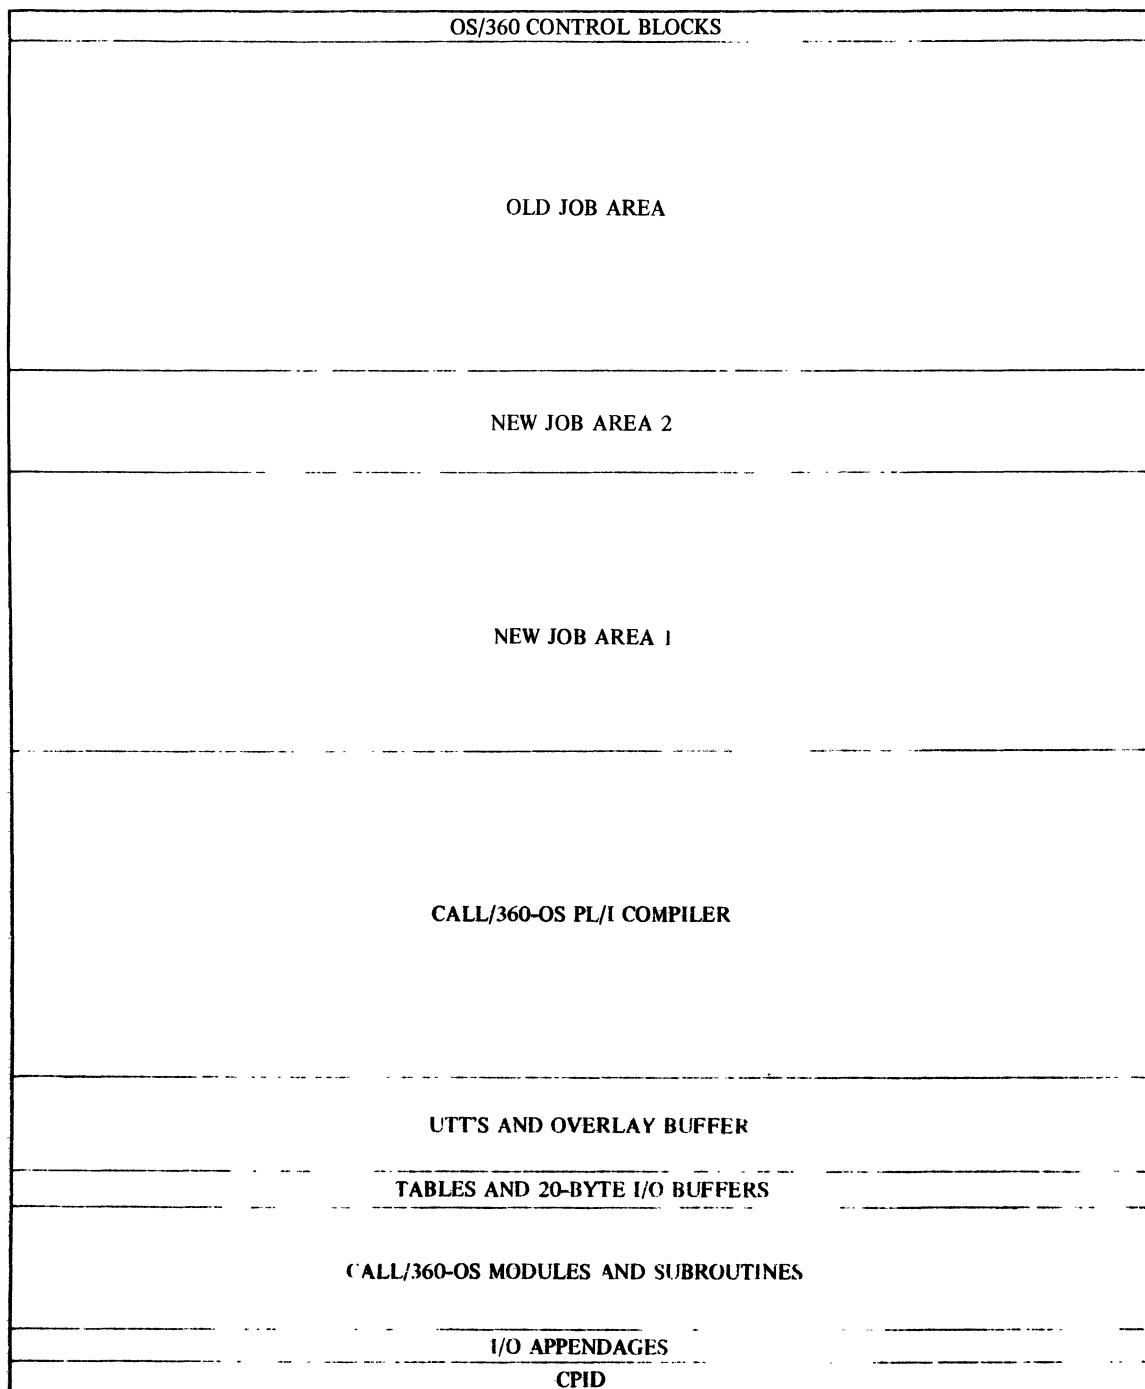 OS/360 CONTROL BLOCKS
OLD JOB AREA
NEW JOB AREA 2
NEW JOB AREA 1
CALL/360-OS PL/I COMPILER
UTT'S AND OVERLAY BUFFER
TABLES AND 20-BYTE I/O BUFFERS
CALL/360-OS MODULES AND SUBROUTINES
I/O APPENDAGES
CPID